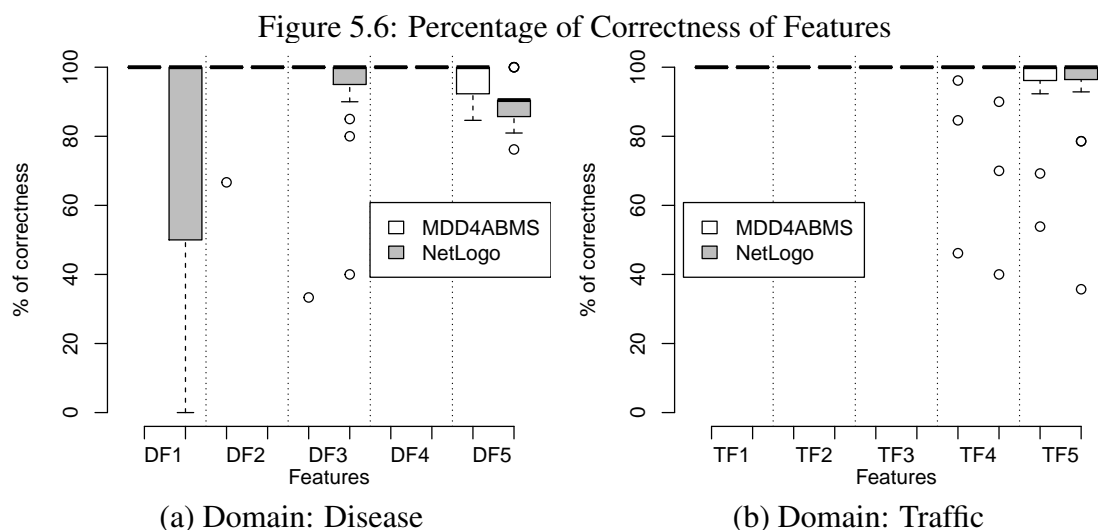 Figure 5.6: Percentage of Correctness of Features
100
80
60
40
20
0
% of correctness
MDD4ABMS
NetLogo
DF1 DF2 DF3 DF4 DF5
Features
(a) Domain: Disease
100
80
60
40
20
0
% of correctness
MDD4ABMS
NetLogo
TF1 TF2 TF3 TF4 TF5
Features
(b) Domain: Traffic